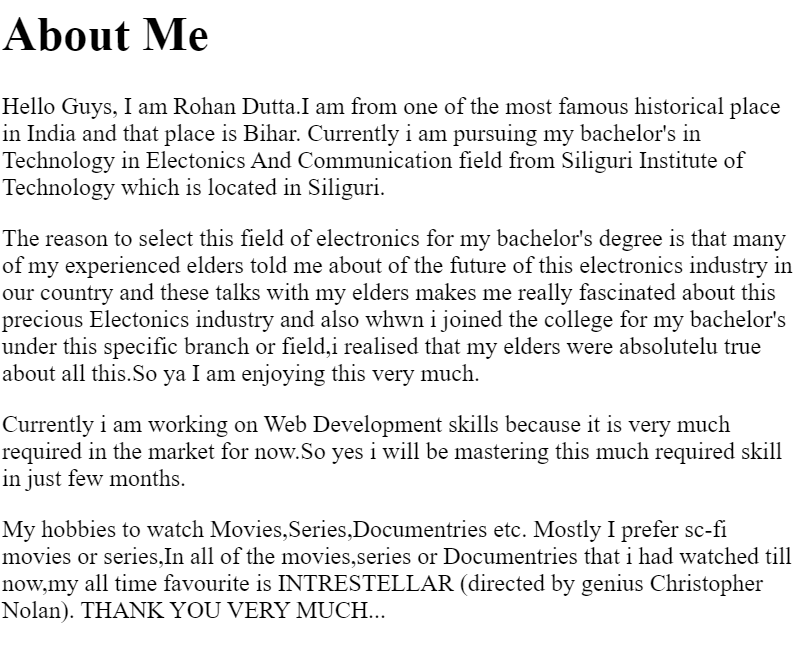 About Me
Hello Guys, I am Rohan Dutta.I am from one of the most famous historical place
in India and that place is Bihar. Currently i am pursuing my bachelor's in
Technology in Electonics And Communication field from Siliguri Institute of
Technology which is located in Siliguri.
The reason to select this field of electronics for my bachelor's degree is that many
of my experienced elders told me about of the future of this electronics industry in
our country and these talks with my elders makes me really fascinated about this
precious Electonics industry and also whwn i joined the college for my bachelor's
under this specific branch or field,i realised that my elders were absolutelu true
about all this.So ya I am enjoying this very much.
Currently i am working on Web Development skills because it is very much
required in the market for now.So yes i will be mastering this much required skill
in just few months.
My hobbies to watch Movies,Series,Documentries etc. Mostly I prefer sc-fi
movies or series,In all of the movies,series or Documentries that i had watched till
now,my all time favourite is INTRESTELLAR (directed by genius Christopher
Nolan). THANK YOU VERY MUCH...